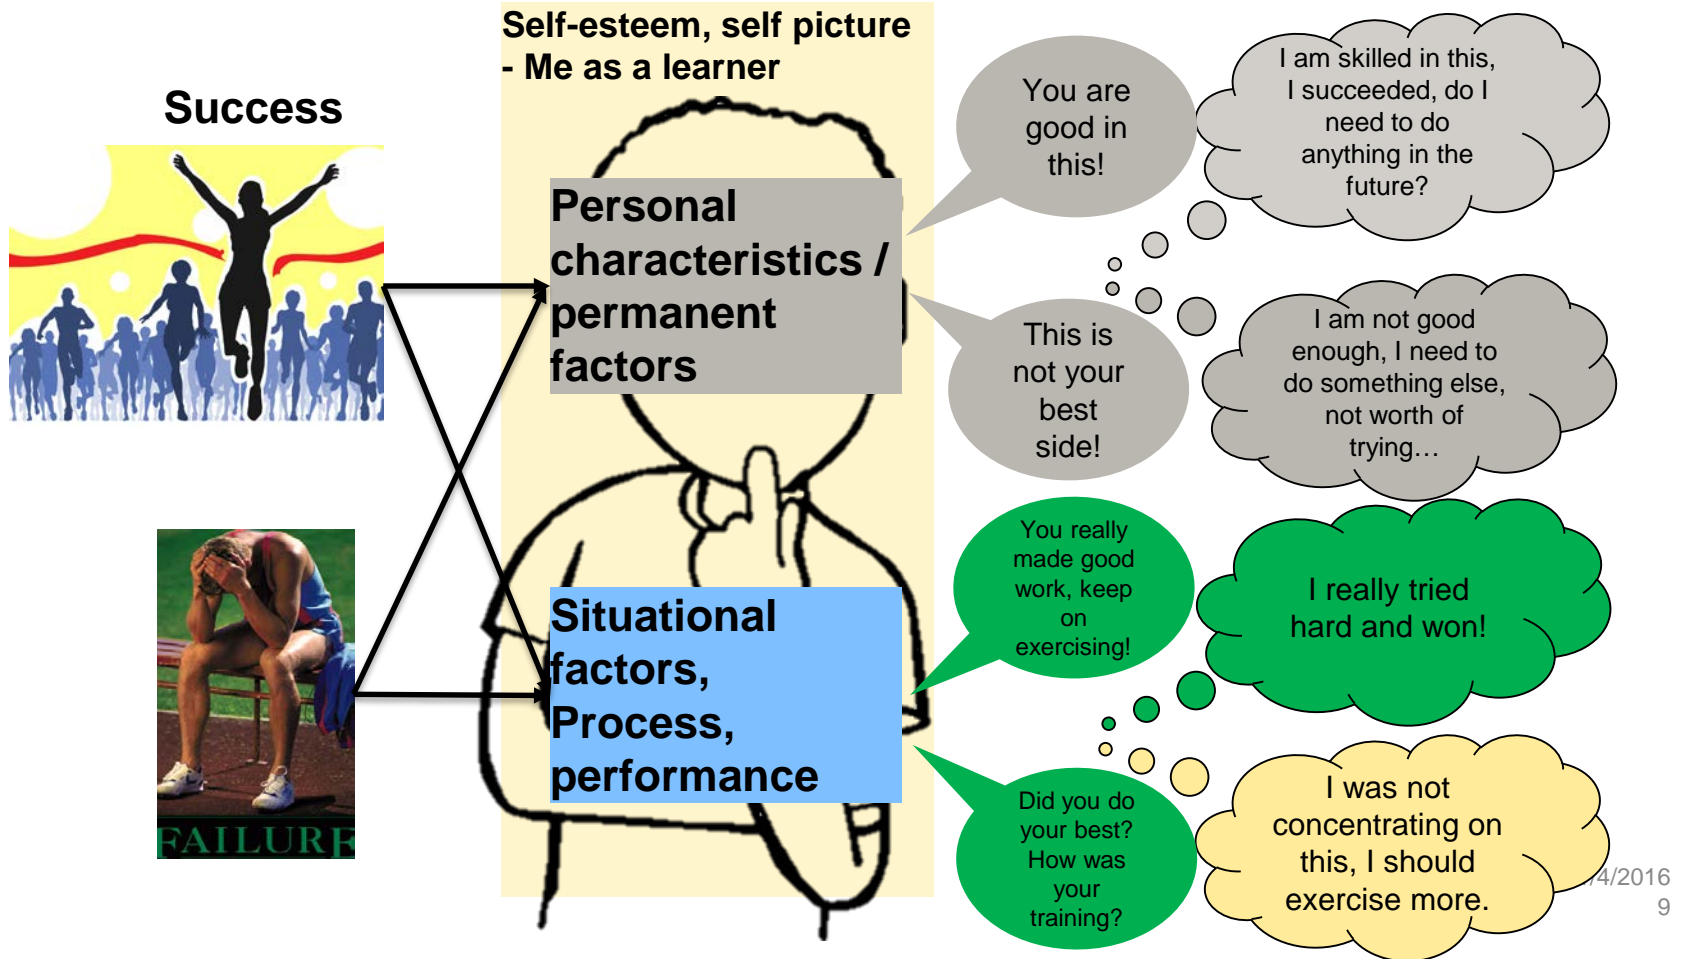 Self-esteem, self picture
- Me as a learner
Success
Personal
characteristics /
permanent
factors
Situational
factors,
Process,
performance
FAILURE
You are
good in
this!
I am skilled in this,
I succeeded, do I
need to do
anything in the
future?
This is
not your
best
side!
I am not good
enough, I need to
do something else,
not worth of
trying…
You really
made good
work, keep
on
exercising!
I really tried
hard and won!
Did you do
your best?
How was
your
training?
I was not
concentrating on
this, I should
exercise more.
/4/2016
9